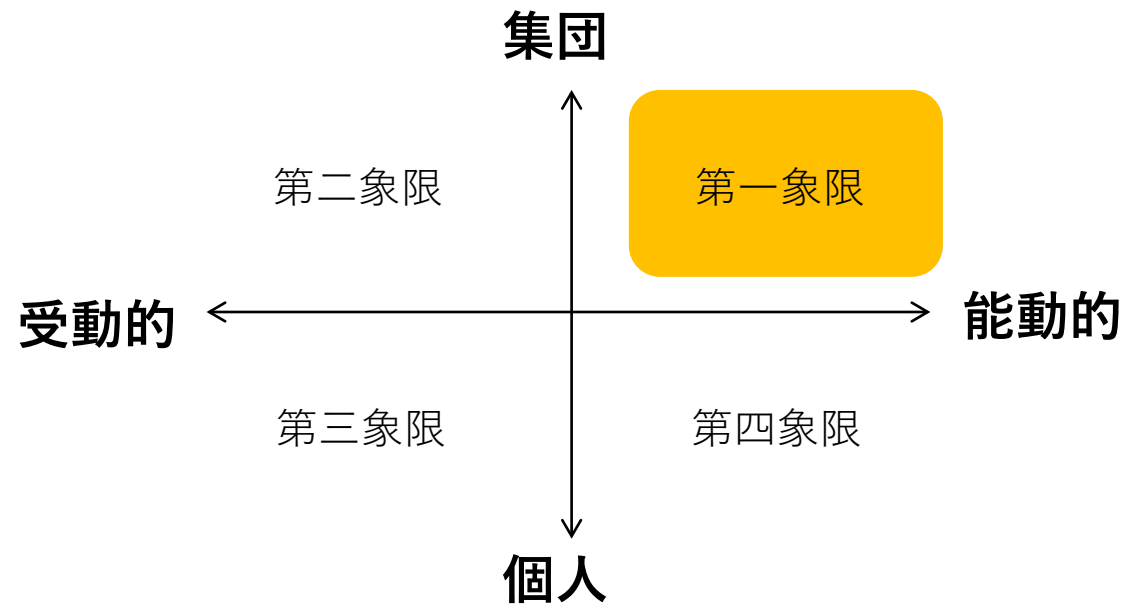 集団
第二象限
第一象限
受動的
能動的
第三象限
第四象限
個人